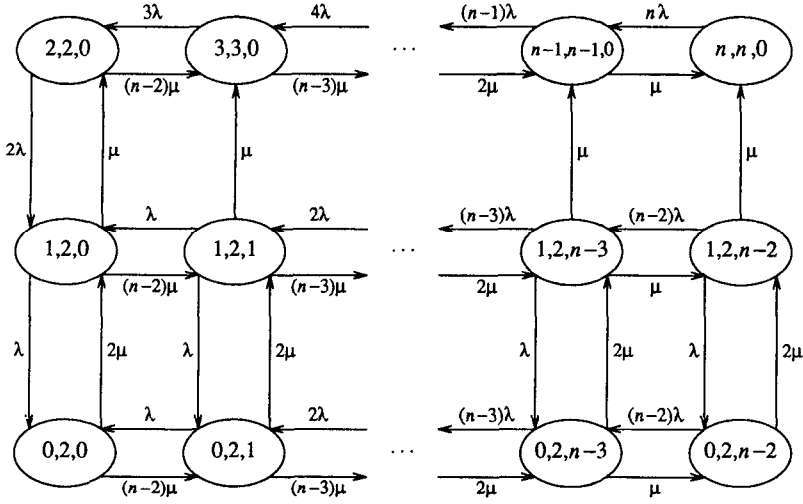 3λ 4λ (n−1)λ nλ
2,2,0 3,3,0 ··· n−1,n−1,0 n,n,0
(n−2)μ (n−3)μ 2μ μ
2λ μ μ μ μ
λ 2λ (n−3)λ (n−2)λ
1,2,0 1,2,1 ··· 1,2,n−3 1,2,n−2
(n−2)μ (n−3)μ 2μ μ
λ 2μ λ 2μ λ 2μ λ 2μ
λ 2λ (n−3)λ (n−2)λ
0,2,0 0,2,1 ··· 0,2,n−3 0,2,n−2
(n−2)μ (n−3)μ 2μ μ